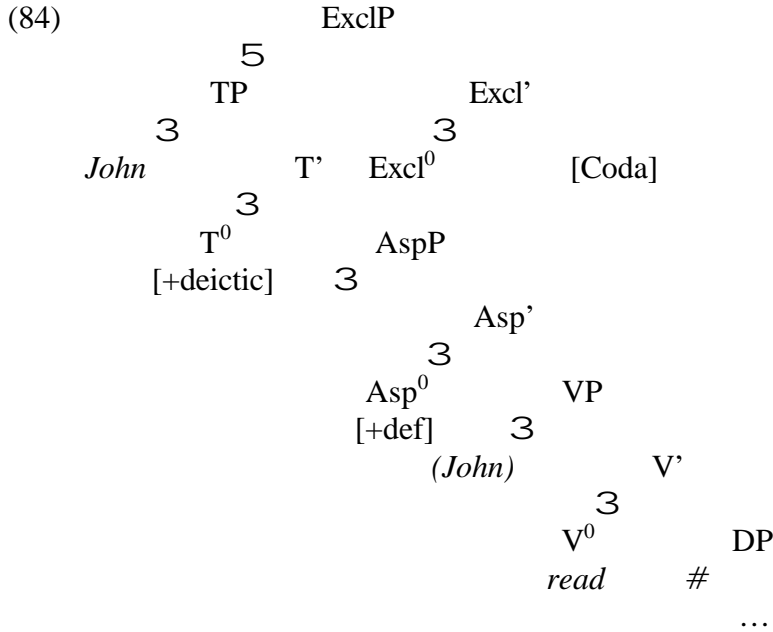 (84) ExclP
5
TP Excl’
3 3
John T’ Excl⁰ [Coda]
3
T⁰ AspP
[+deictic] 3
Asp’
3
Asp⁰ VP
[+def] 3
(John) V’
3
V⁰ DP
read #
…